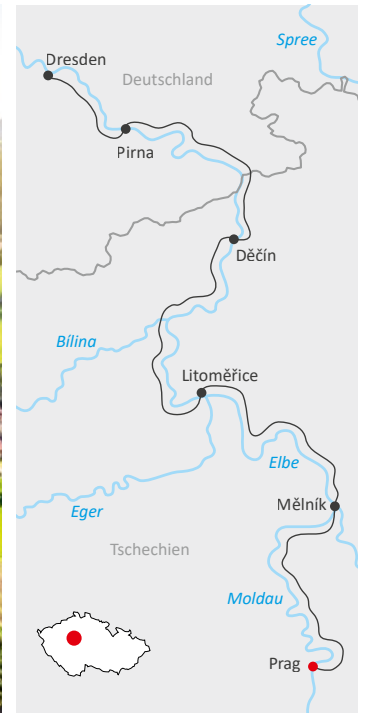 Spree
Dresden
Deutschland
Pirna
Děčín
Bílina
Litoměřice
Elbe
Mělník
Eger
Tschechien
Moldau
Prag